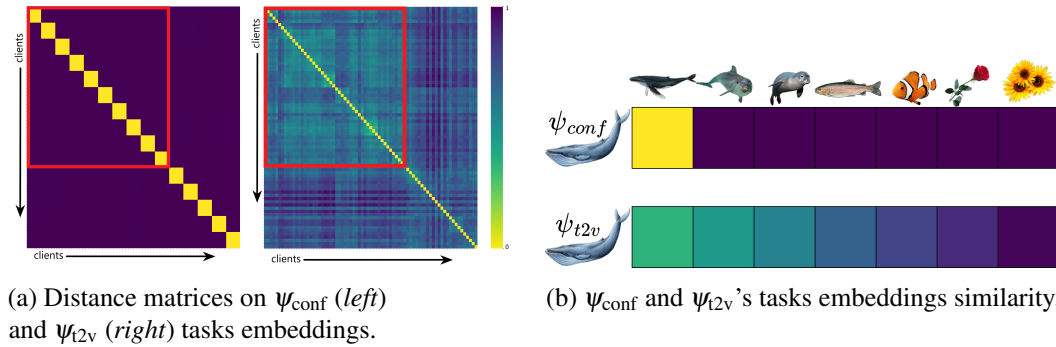 clients
clients
clients
clients
1
0
ψconf
ψt2v
(a) Distance matrices on ψconf (left)
and ψt2v (right) tasks embeddings.
(b) ψconf and ψt2v's tasks embeddings similarity.